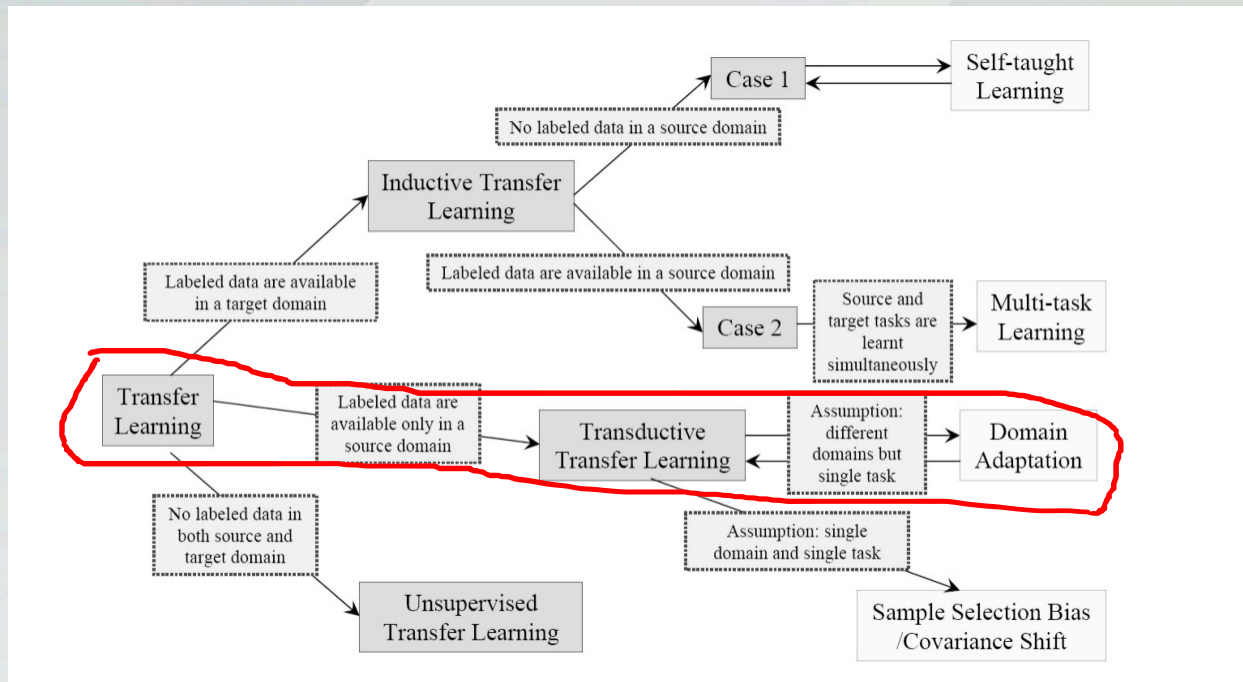 Case 1
Self-taught
Learning
No labeled data in a source domain
Inductive Transfer
Learning
Labeled data are available
in a target domain
Labeled data are available in a source domain
Case 2
Source and
target tasks are
learnt
simultaneously
Multi-task
Learning
Transfer
Learning
Labeled data are
available only in a
source domain
Transductive
Transfer Learning
Assumption:
different
domains but
single task
Domain
Adaptation
No labeled data in
both source and
target domain
Assumption: single
domain and single task
Unsupervised
Transfer Learning
Sample Selection Bias
/Covariance Shift